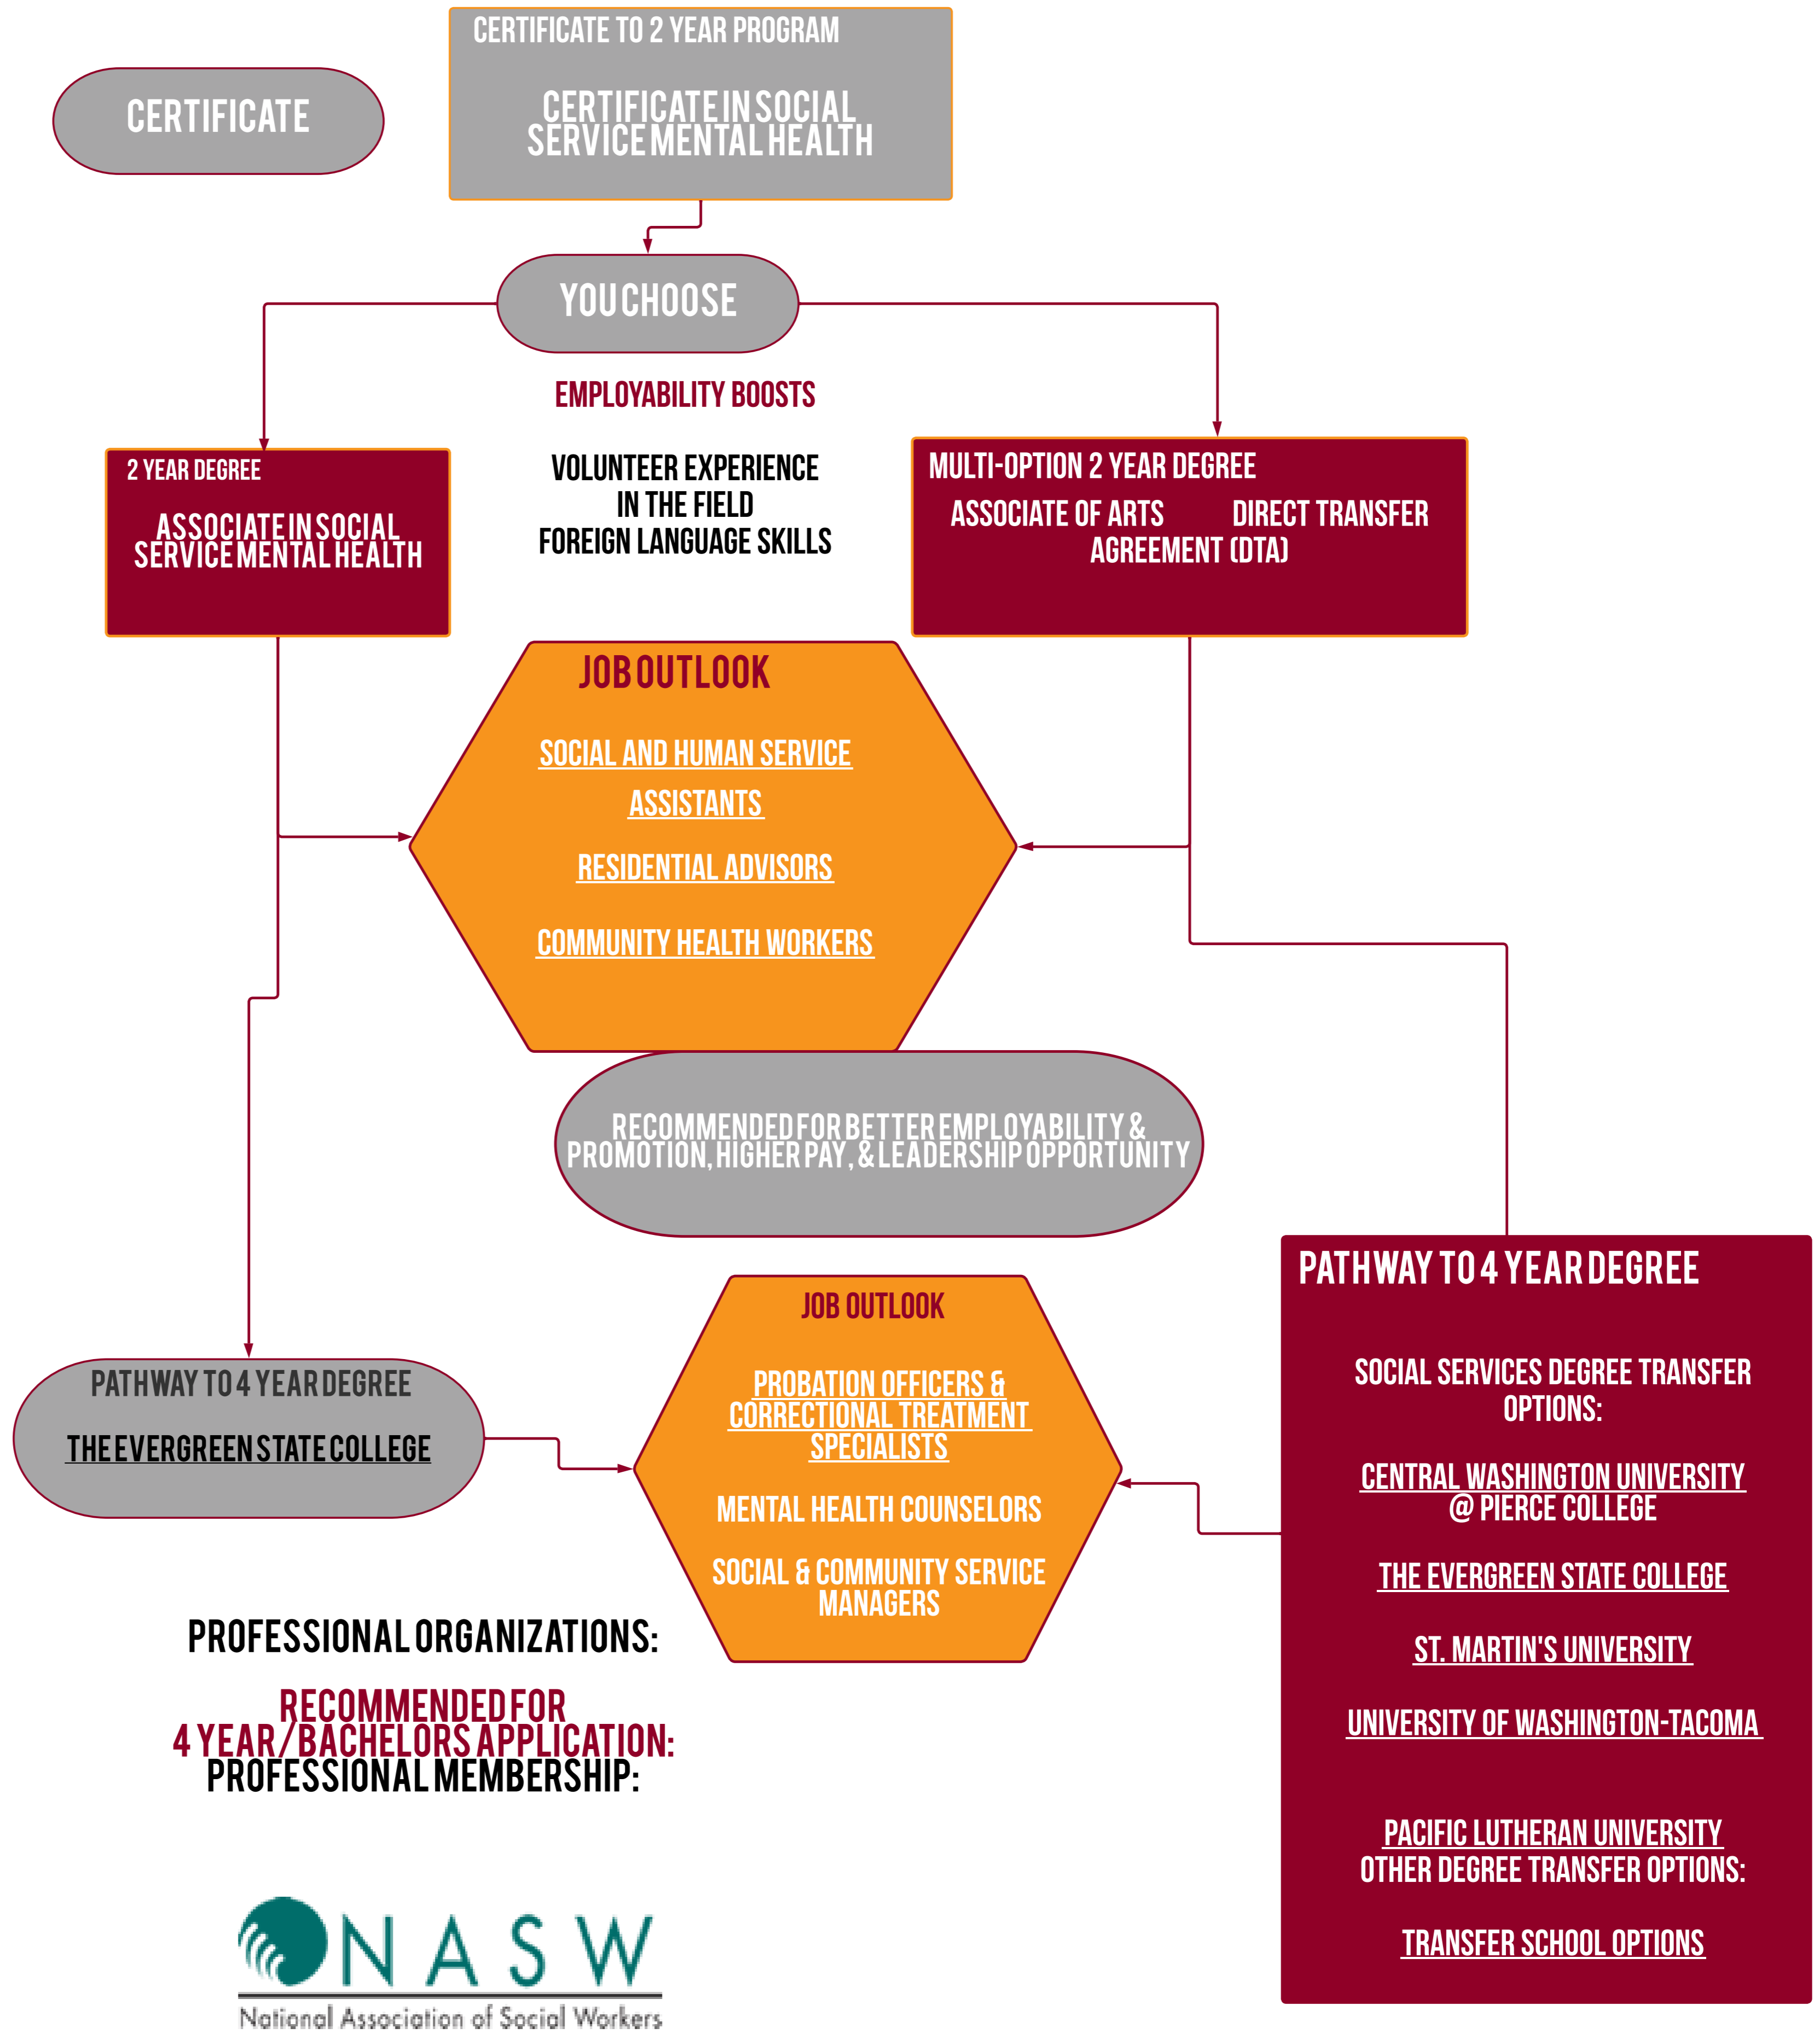 CERTIFICATE TO 2 YEAR PROGRAM
CERTIFICATE IN SOCIAL
SERVICE MENTAL HEALTH
CERTIFICATE
YOU CHOOSE
EMPLOYABILITY BOOSTS
VOLUNTEER EXPERIENCE
IN THE FIELD
FOREIGN LANGUAGE SKILLS
2 YEAR DEGREE
ASSOCIATE IN SOCIAL
SERVICE MENTAL HEALTH
MULTI-OPTION 2 YEAR DEGREE
ASSOCIATE OF ARTS DIRECT TRANSFER
AGREEMENT (DTA)
JOB OUTLOOK
SOCIAL AND HUMAN SERVICE
ASSISTANTS
RESIDENTIAL ADVISORS
COMMUNITY HEALTH WORKERS
RECOMMENDED FOR BETTER EMPLOYABILITY &
PROMOTION, HIGHER PAY, & LEADERSHIP OPPORTUNITY
PATHWAY TO 4 YEAR DEGREE
THE EVERGREEN STATE COLLEGE
JOB OUTLOOK
PROBATION OFFICERS &
CORRECTIONAL TREATMENT
SPECIALISTS
MENTAL HEALTH COUNSELORS
SOCIAL & COMMUNITY SERVICE
MANAGERS
PATHWAY TO 4 YEAR DEGREE
SOCIAL SERVICES DEGREE TRANSFER
OPTIONS:
CENTRAL WASHINGTON UNIVERSITY
@ PIERCE COLLEGE
THE EVERGREEN STATE COLLEGE
ST. MARTIN'S UNIVERSITY
UNIVERSITY OF WASHINGTON-TACOMA
PACIFIC LUTHERAN UNIVERSITY
OTHER DEGREE TRANSFER OPTIONS:
TRANSFER SCHOOL OPTIONS
PROFESSIONAL ORGANIZATIONS:
RECOMMENDED FOR
4 YEAR/BACHELORS APPLICATION:
PROFESSIONAL MEMBERSHIP:
NASW
National Association of Social Workers